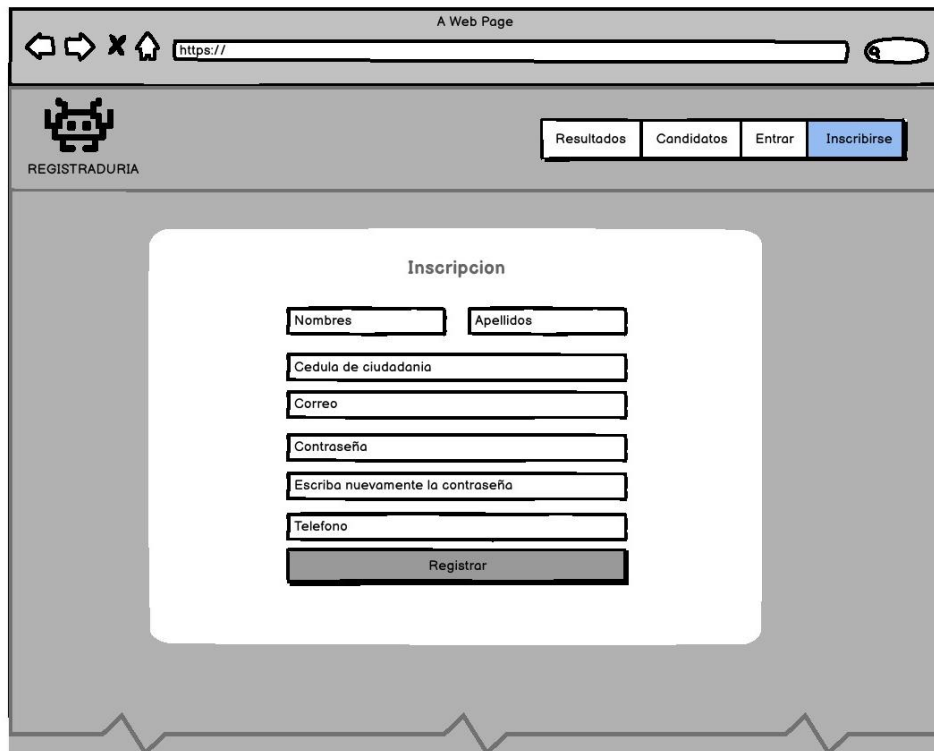 A Web Page
https://
REGISTRADURIA
Resultados Candidatos Entrar Inscribirse
Inscripcion
Nombres Apellidos
Cedula de ciudadania
Correo
Contraseña
Escriba nuevamente la contraseña
Telefono
Registrar